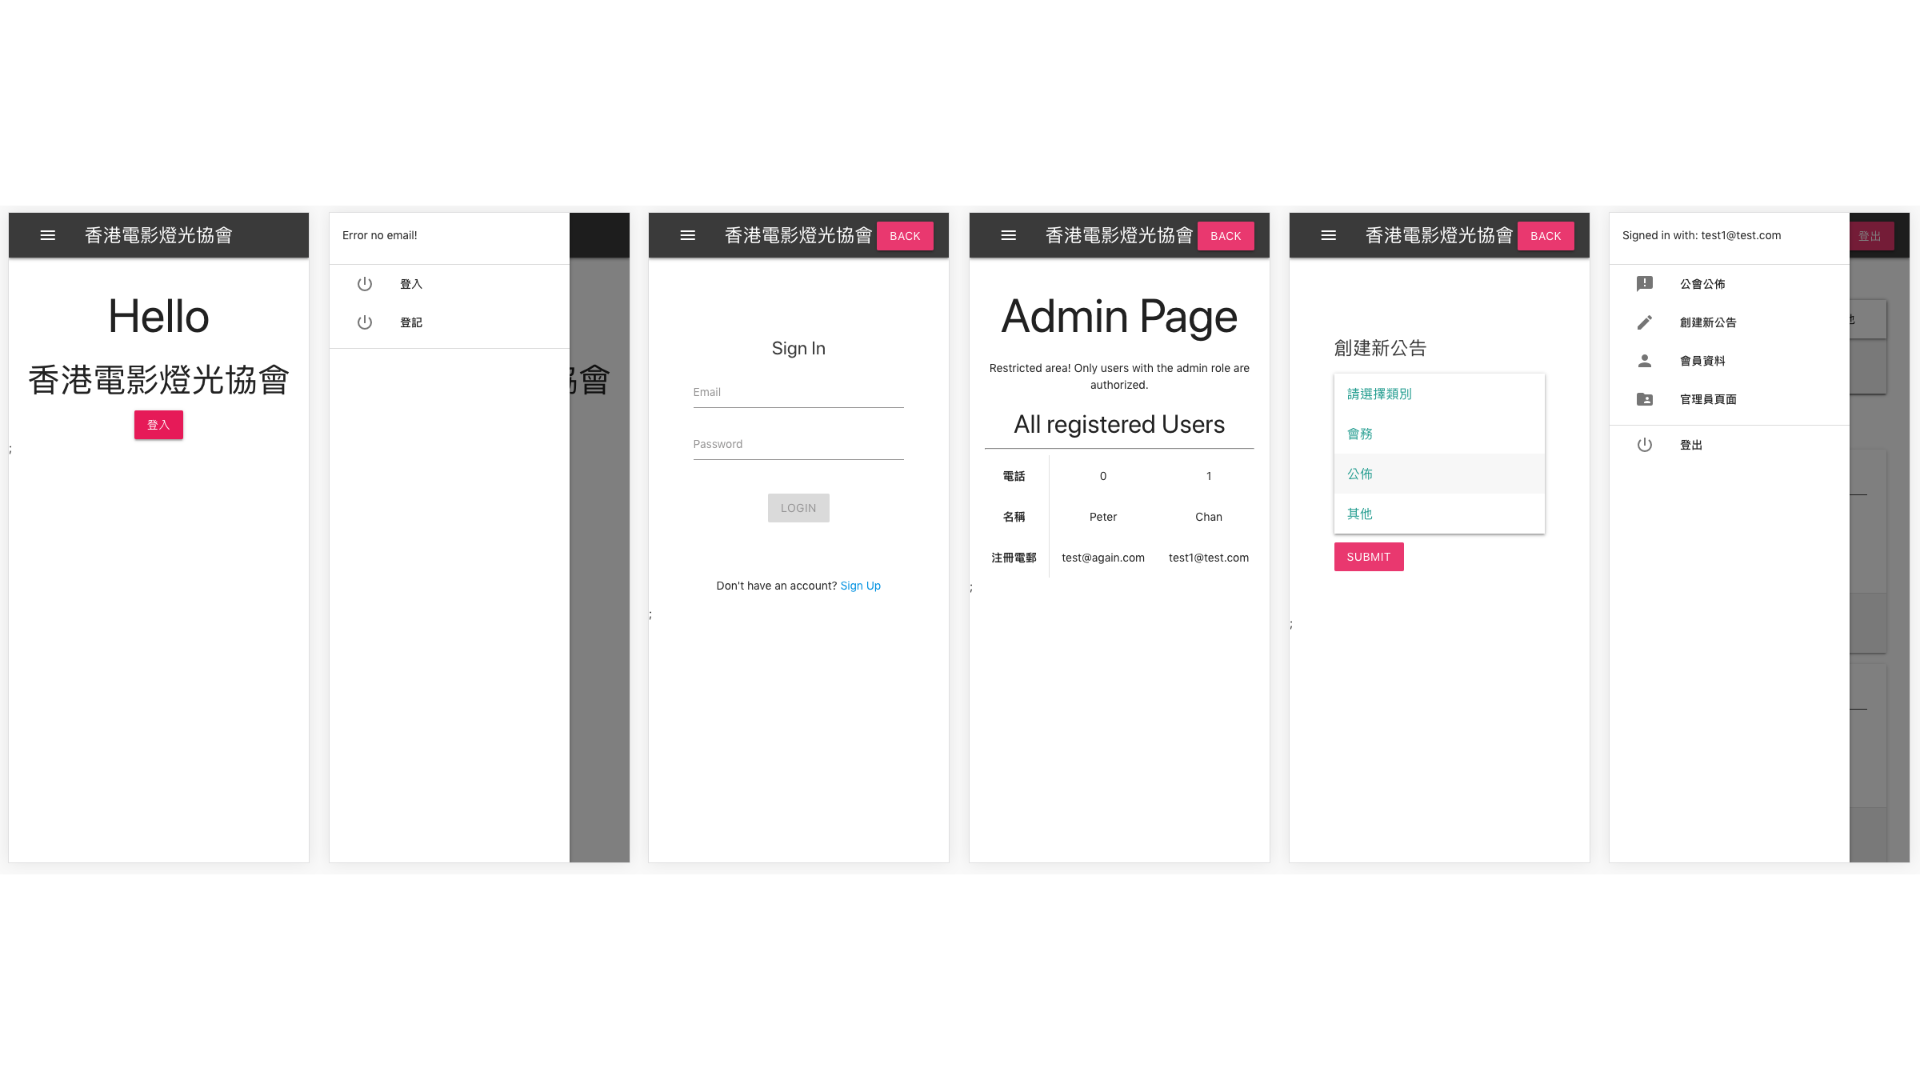 香港電影燈光協會
Hello
香港電影燈光協會
登入
;
Error no email!
登入
登記
會
香港電影燈光協會 BACK
Sign In
Email
Password
LOGIN
Don't have an account? Sign Up
;
香港電影燈光協會 BACK
Admin Page
Restricted area! Only users with the admin role are
authorized.
All registered Users
電話 0 1
名稱 Peter Chan
注冊電郵 test@again.com test1@test.com
;
香港電影燈光協會 BACK
創建新公告
請選擇類別
會務
公佈
其他
SUBMIT
;
Signed in with: test1@test.com
登出
公會公佈
創建新公告
會員資料
官理員頁面
登出